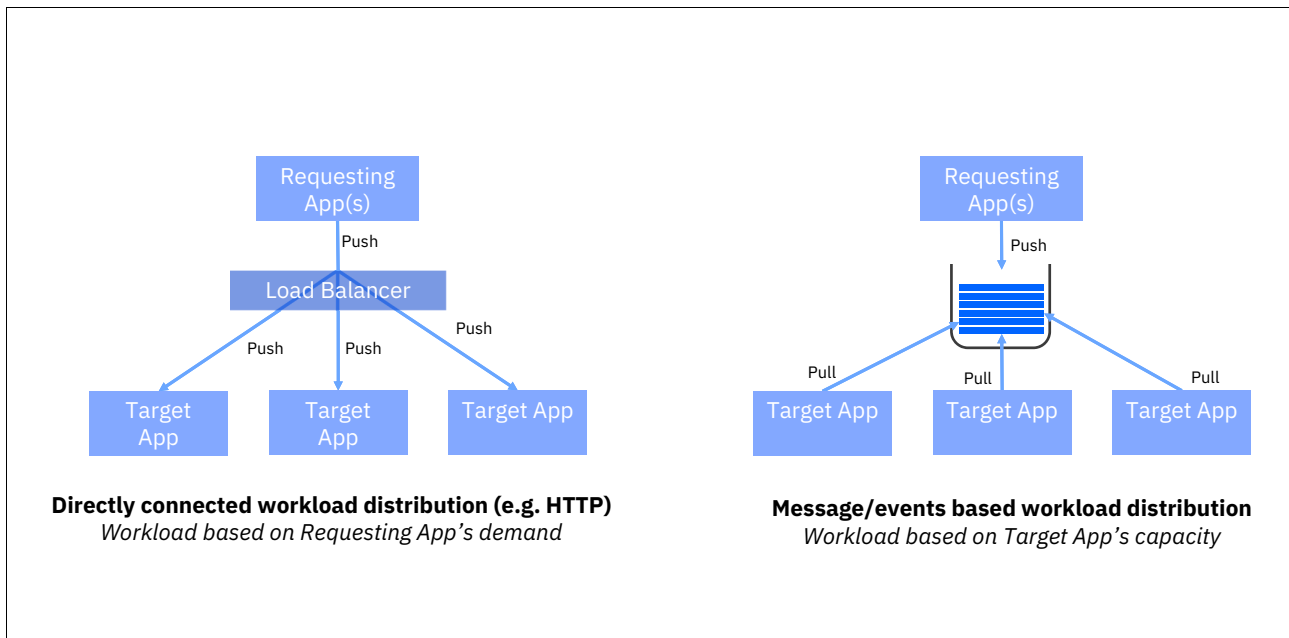 Requesting
App(s)
Push
Load Balancer
Push
Push
Push
Target
App
Target
App
Target App
Directly connected workload distribution (e.g. HTTP)
Workload based on Requesting App’s demand
Requesting
App(s)
Push
Pull
Pull
Pull
Target App
Target App
Target App
Message/events based workload distribution
Workload based on Target App’s capacity